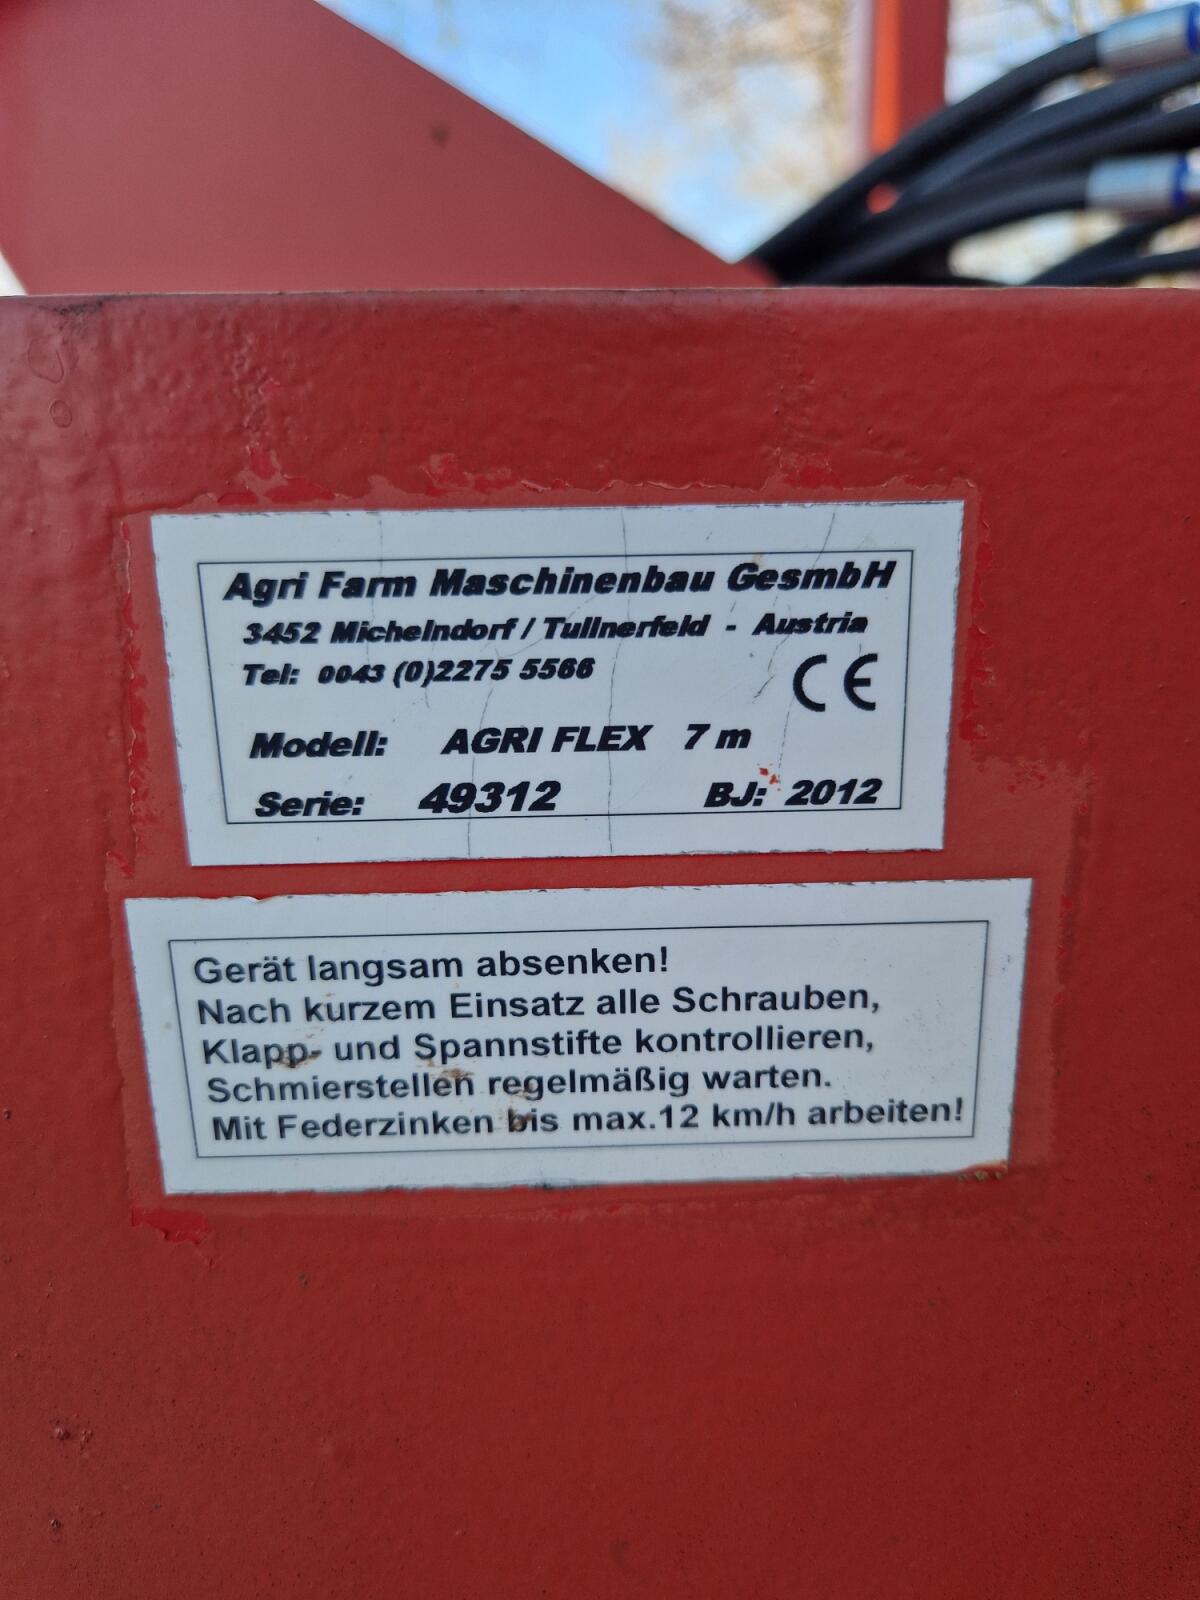 Agri Farm Maschinenbau GesmbH
3452 Michelndorf / Tullnerfeld - Austria
Tel: 0043 (0)2275 5566
CE
Modell: AGRI FLEX 7 m
Serie: 49312 BJ: 2012
Gerät langsam absenken!
Nach kurzem Einsatz alle Schrauben,
Klapp- und Spannstifte kontrollieren,
Schmierstellen regelmäßig warten.
Mit Federzinken bis max.12 km/h arbeiten!